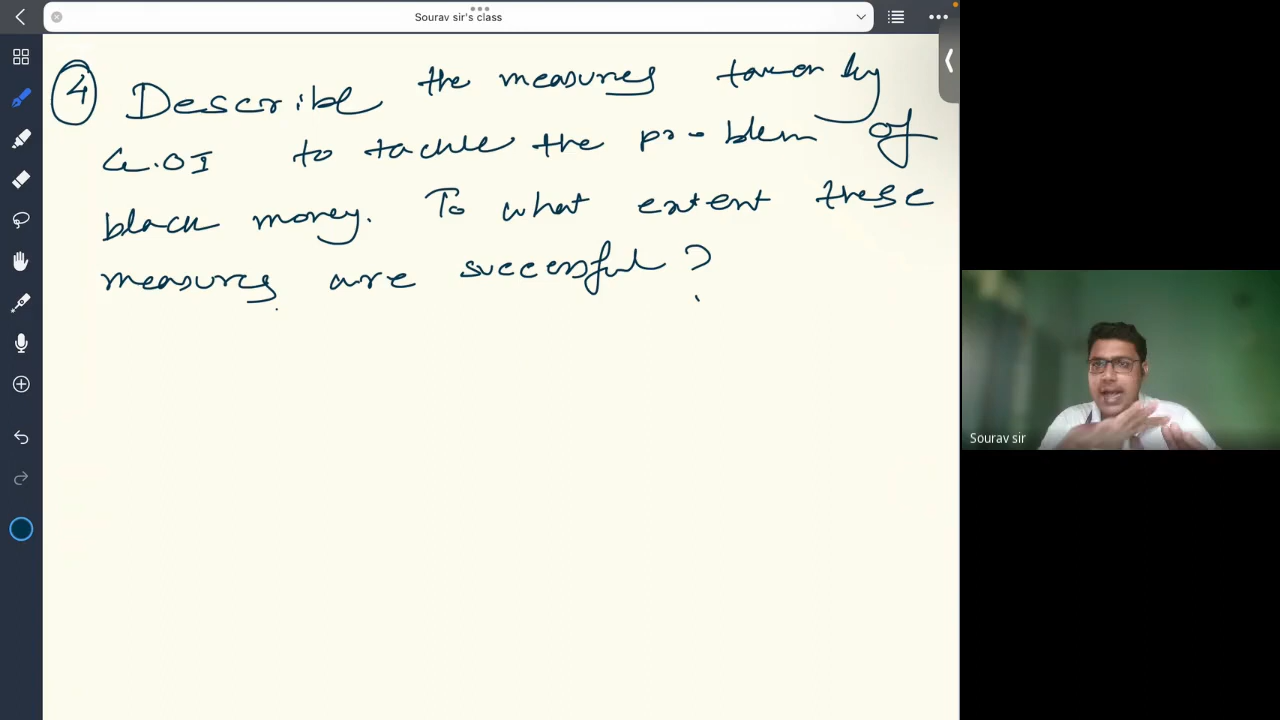 Sourav sir's class
4 Describe the measures taken by
G.OI to tackle the problem of
black money. To what extent these
measures are successful?
Sourav sir